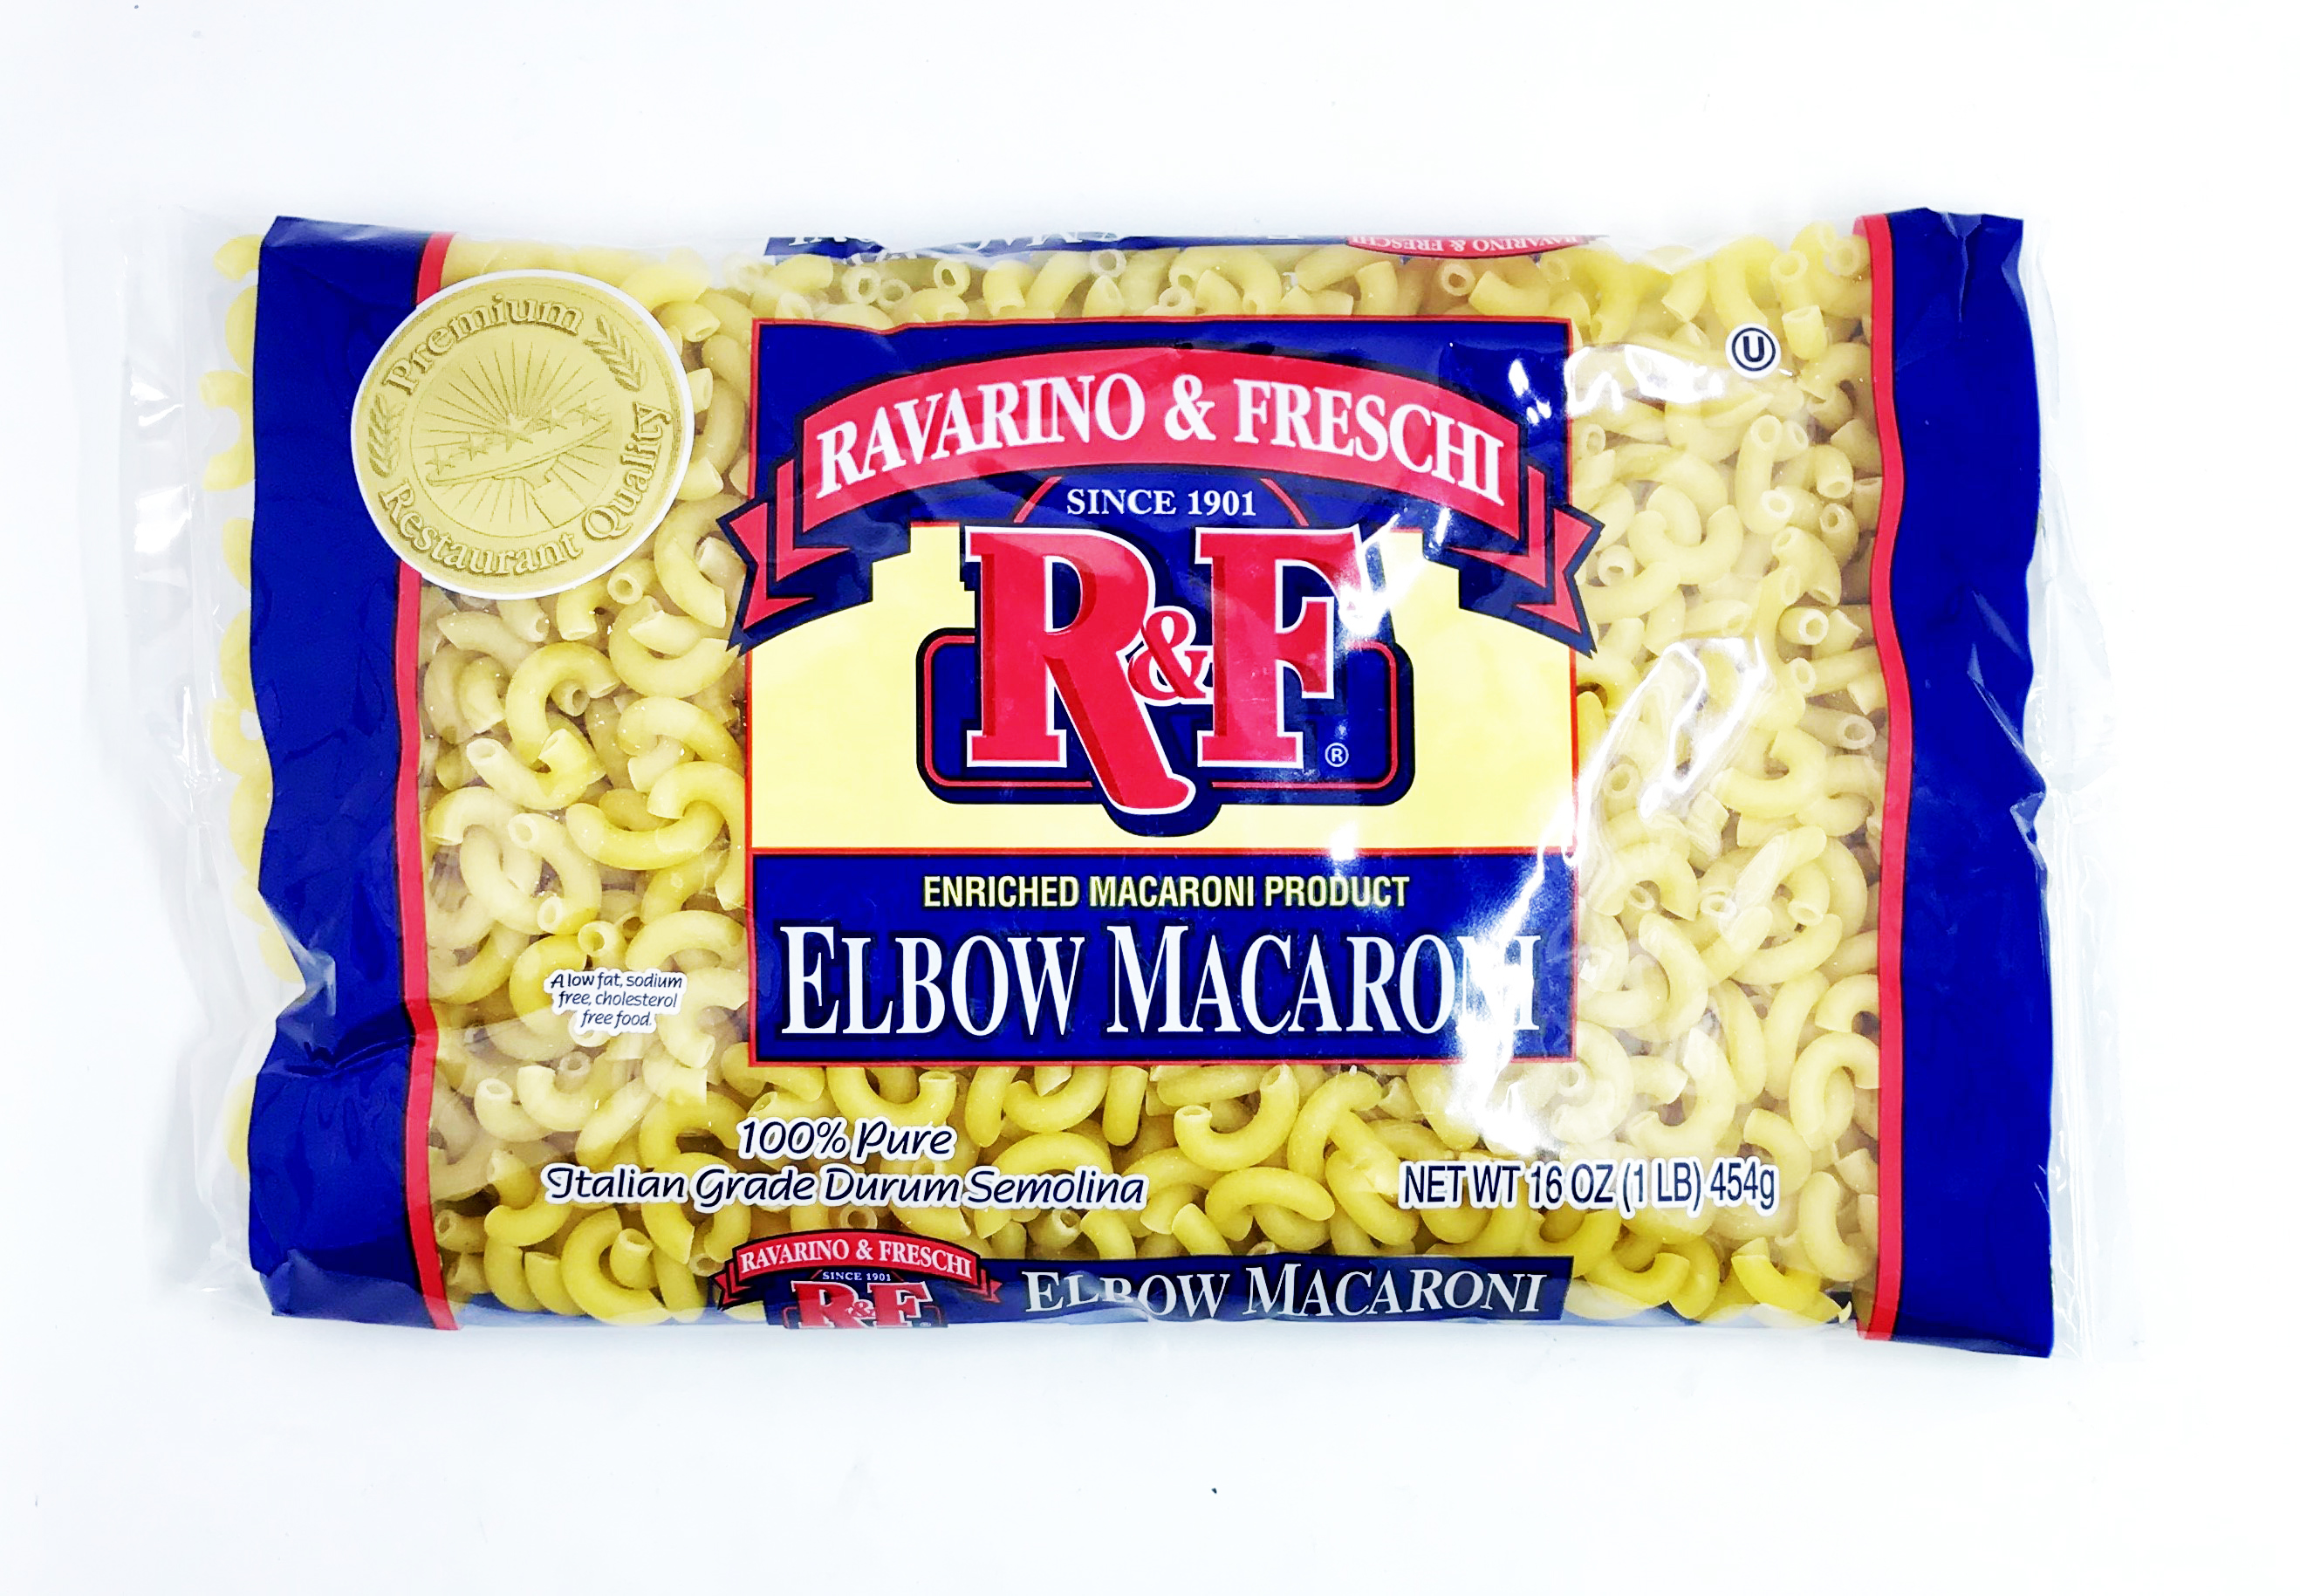 RAVARINO & FRESCHI
Premium
Restaurant Quality
U
RAVARINO & FRESCHI
SINCE 1901
R&F®
ENRICHED MACARONI PRODUCT
ELBOW MACARONI
A low fat, sodium
free, cholesterol
free food.
100% Pure
Italian Grade Durum Semolina
NET WT 16 OZ (1 LB) 454g
RAVARINO & FRESCHI
SINCE 1901
R&F
ELBOW MACARONI